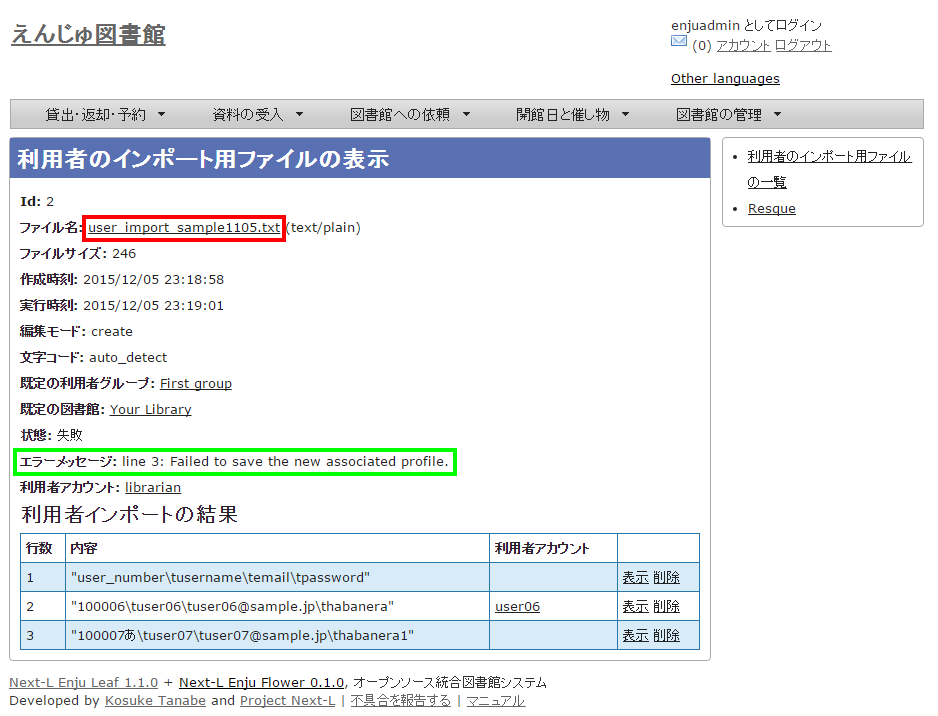 えんじゅ図書館
enjuadmin としてログイン
(0) アカウント ログアウト
Other languages
貸出・返却・予約 ▼ 資料の受入 ▼ 図書館への依頼 ▼ 開館日と催し物 ▼ 図書館の管理 ▼
利用者のインポート用ファイルの表示
Id: 2
ファイル名: user_import_sample1105.txt (text/plain)
ファイルサイズ: 246
作成時刻: 2015/12/05 23:18:58
実行時刻: 2015/12/05 23:19:01
編集モード: create
文字コード: auto_detect
既定の利用者グループ: First group
既定の図書館: Your Library
状態: 失敗
エラーメッセージ: line 3: Failed to save the new associated profile.
利用者アカウント: librarian
利用者インポートの結果
行数 内容 利用者アカウント
1 "user_number\tusername\temail\tpassword" 表示 削除
2 "100006\tuser06\tuser06@sample.jp\thabanera" user06 表示 削除
3 "100007あ\tuser07\tuser07@sample.jp\thabanera1" 表示 削除
• 利用者のインポート用ファイル
の一覧
• Resque
Next-L Enju Leaf 1.1.0 + Next-L Enju Flower 0.1.0, オープンソース統合図書館システム
Developed by Kosuke Tanabe and Project Next-L | 不具合を報告する | マニュアル